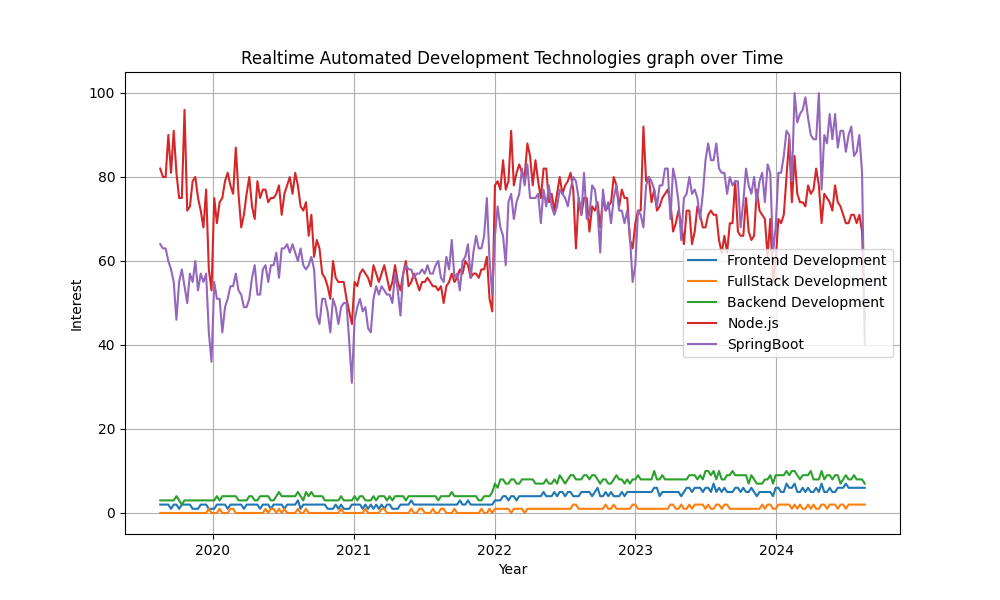 Realtime Automated Development Technologies graph over Time
100
80
60
40
20
0
Interest
2020
2021
2022
2023
2024
Year
Frontend Development
FullStack Development
Backend Development
Node.js
SpringBoot